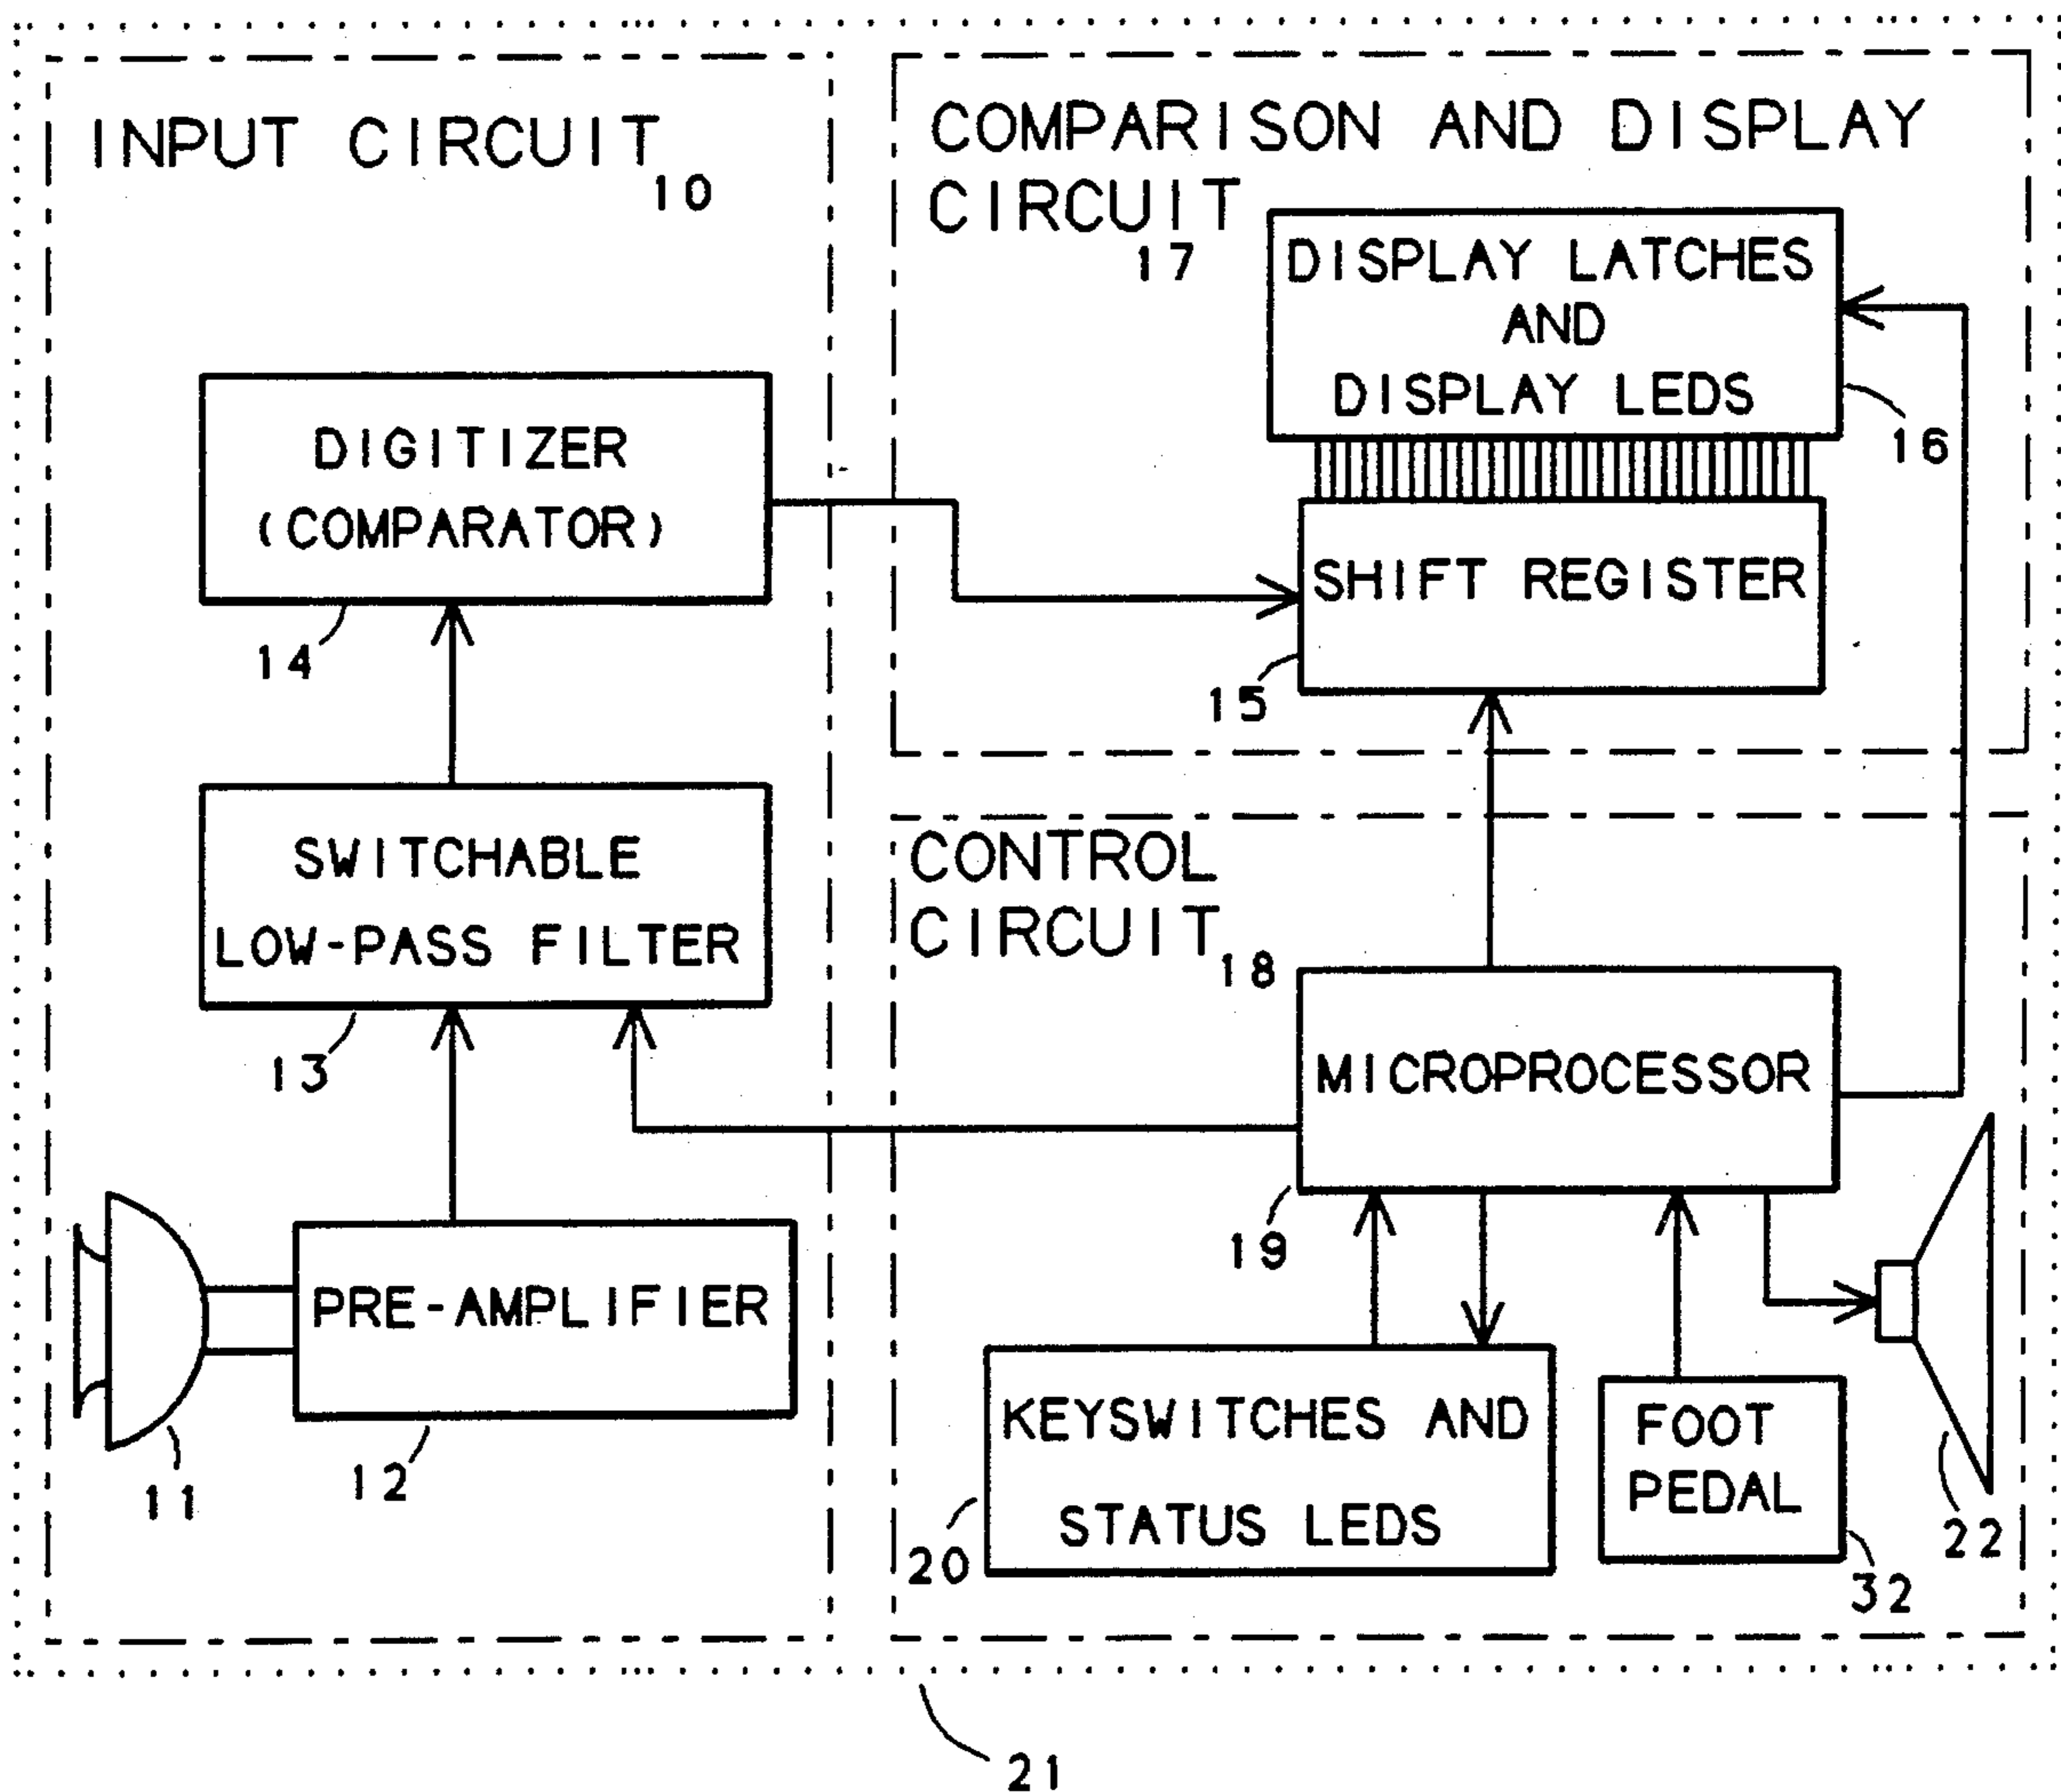 INPUT CIRCUIT
10
DIGITIZER
(COMPARATOR)
14
SWITCHABLE
LOW-PASS FILTER
13
PRE-AMPLIFIER
11
12
COMPARISON AND DISPLAY
CIRCUIT
17
DISPLAY LATCHES
AND
DISPLAY LEDS
16
SHIFT REGISTER
15
CONTROL
CIRCUIT
18
MICROPROCESSOR
19
KEYSWITCHES AND
STATUS LEDS
20
FOOT
PEDAL
32
22
21